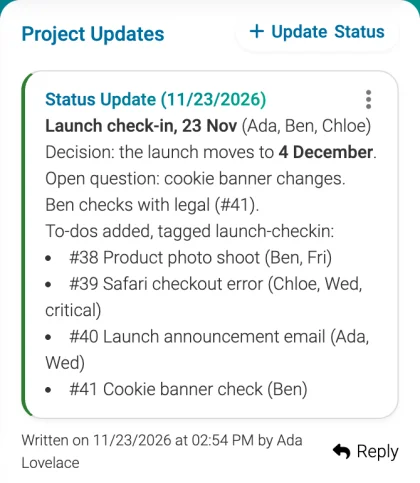 Project Updates
+ Update Status
Status Update (11/23/2026)
Launch check-in, 23 Nov (Ada, Ben, Chloe)
Decision: the launch moves to 4 December.
Open question: cookie banner changes.
Ben checks with legal (#41).
To-dos added, tagged launch-checkin:
• #38 Product photo shoot (Ben, Fri)
• #39 Safari checkout error (Chloe, Wed,
critical)
• #40 Launch announcement email (Ada,
Wed)
• #41 Cookie banner check (Ben)
Written on 11/23/2026 at 02:54 PM by Ada
Lovelace
Reply